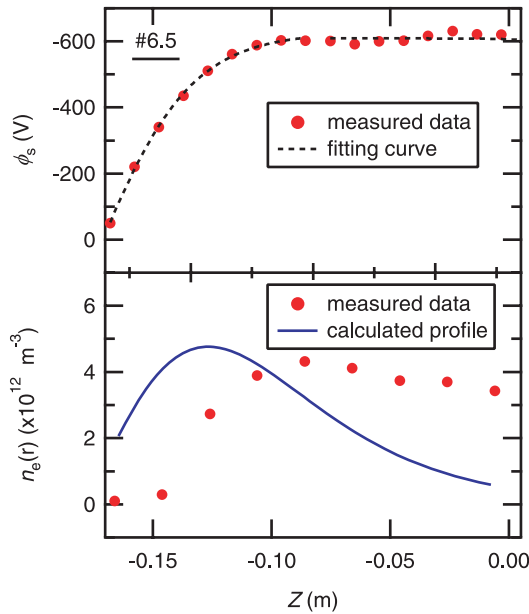 -600
-400
-200
0
ϕs (V)
#6.5
measured data
fitting curve
6
4
2
0
ne(r) (x10^12 m^-3)
measured data
calculated profile
-0.15
-0.10
-0.05
0.00
Z (m)